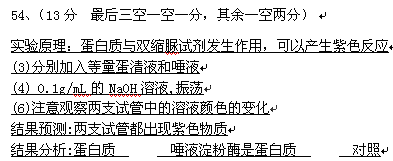 54、（13分　最后三空一空一分，其余一空两分）
实验原理：蛋白质与双缩脲试剂发生作用，可以产生紫色反应
(3)分别加入等量蛋清液和唾液
(4) 0.1g/mL 的 NaOH 溶液,振荡
(6)注意观察两支试管中的溶液颜色的变化
结果预测:两支试管都出现紫色物质
结果分析:蛋白质　　　唾液淀粉酶是蛋白质　　　对照